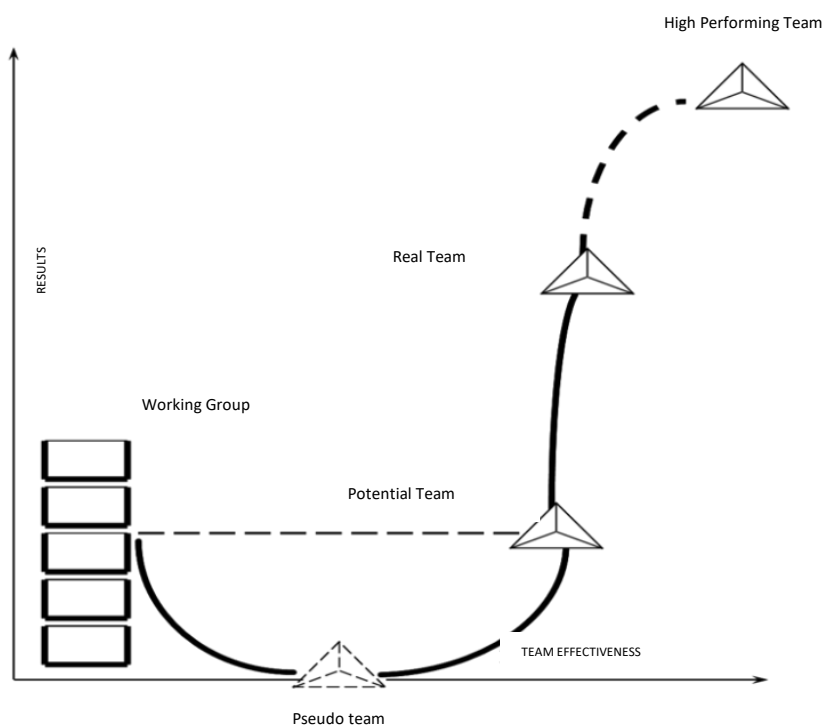 High Performing Team
Real Team
RESULTS
Working Group
Potential Team
TEAM EFFECTIVENESS
Pseudo team